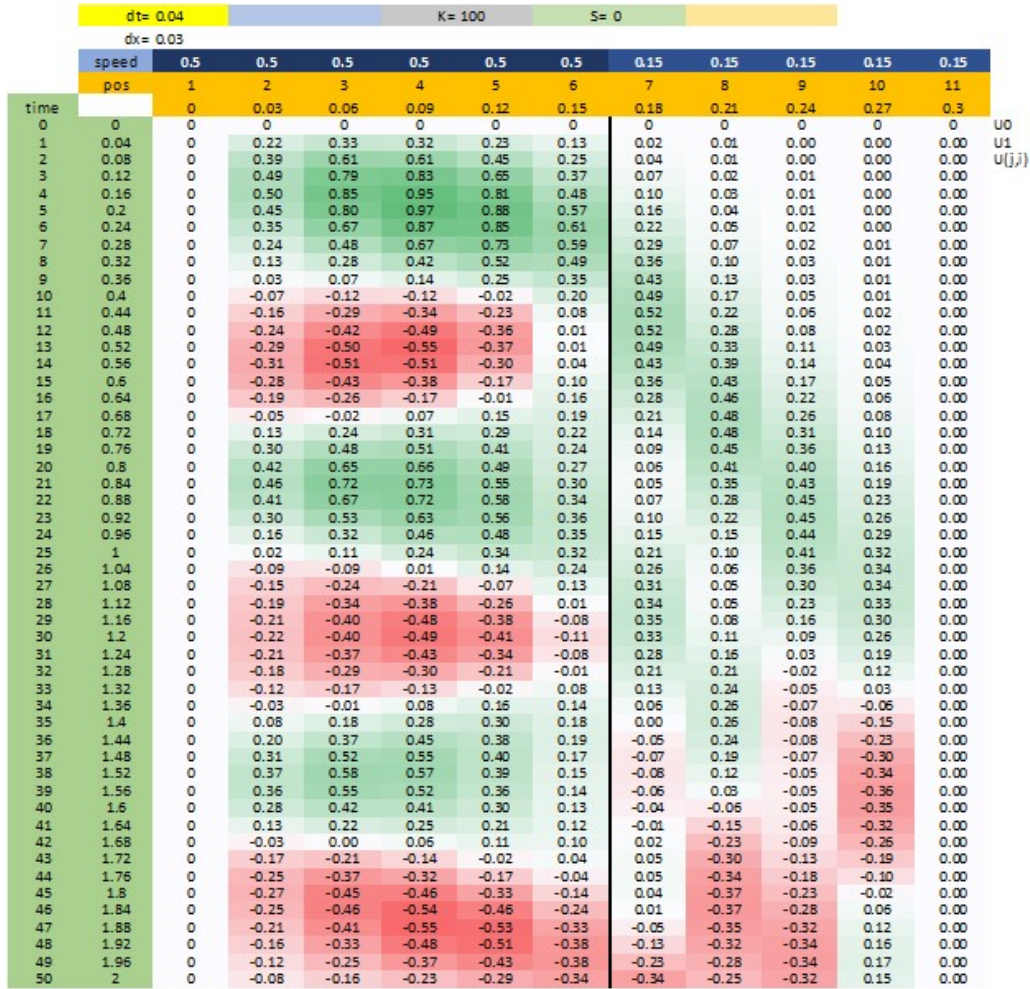 dt= 0.04 K= 100 S= 0
dx= 0.03
speed 0.5 0.5 0.5 0.5 0.5 0.5 0.15 0.15 0.15 0.15 0.15
pos 1 2 3 4 5 6 7 8 9 10 11
time 0 0.03 0.06 0.09 0.12 0.15 0.18 0.21 0.24 0.27 0.3
0 0 0 0 0 0 0 0 0 0 0 0 0 U0
1 0.04 0 0.22 0.33 0.32 0.23 0.13 0.02 0.01 0.00 0.00 0.00 U1
2 0.08 0 0.39 0.61 0.61 0.45 0.25 0.04 0.01 0.00 0.00 0.00 U(j,i)
3 0.12 0 0.49 0.79 0.83 0.65 0.37 0.07 0.02 0.01 0.00 0.00
4 0.16 0 0.50 0.85 0.95 0.81 0.48 0.10 0.03 0.01 0.00 0.00
5 0.2 0 0.45 0.80 0.97 0.88 0.57 0.16 0.04 0.01 0.00 0.00
6 0.24 0 0.35 0.67 0.87 0.85 0.61 0.22 0.05 0.02 0.00 0.00
7 0.28 0 0.24 0.48 0.67 0.73 0.59 0.29 0.07 0.02 0.01 0.00
8 0.32 0 0.13 0.28 0.42 0.52 0.49 0.36 0.10 0.03 0.01 0.00
9 0.36 0 0.03 0.07 0.14 0.25 0.35 0.43 0.13 0.03 0.01 0.00
10 0.4 0 -0.07 -0.12 -0.12 -0.02 0.20 0.49 0.17 0.05 0.01 0.00
11 0.44 0 -0.16 -0.29 -0.34 -0.23 0.08 0.52 0.22 0.06 0.02 0.00
12 0.48 0 -0.24 -0.42 -0.49 -0.36 0.01 0.52 0.28 0.08 0.02 0.00
13 0.52 0 -0.29 -0.50 -0.55 -0.37 0.01 0.49 0.33 0.11 0.03 0.00
14 0.56 0 -0.31 -0.51 -0.51 -0.30 0.04 0.43 0.39 0.14 0.04 0.00
15 0.6 0 -0.28 -0.43 -0.38 -0.17 0.10 0.36 0.43 0.17 0.05 0.00
16 0.64 0 -0.19 -0.26 -0.17 -0.01 0.16 0.28 0.46 0.22 0.06 0.00
17 0.68 0 -0.05 -0.02 0.07 0.15 0.19 0.21 0.48 0.26 0.08 0.00
18 0.72 0 0.13 0.24 0.31 0.29 0.22 0.14 0.48 0.31 0.10 0.00
19 0.76 0 0.30 0.48 0.51 0.41 0.24 0.09 0.45 0.36 0.13 0.00
20 0.8 0 0.42 0.65 0.66 0.49 0.27 0.06 0.41 0.40 0.16 0.00
21 0.84 0 0.46 0.72 0.73 0.55 0.30 0.05 0.35 0.43 0.19 0.00
22 0.88 0 0.41 0.67 0.72 0.58 0.34 0.07 0.28 0.45 0.23 0.00
23 0.92 0 0.30 0.53 0.63 0.56 0.36 0.10 0.22 0.45 0.26 0.00
24 0.96 0 0.16 0.32 0.46 0.48 0.35 0.15 0.15 0.44 0.29 0.00
25 1 0 0.02 0.11 0.24 0.34 0.32 0.21 0.10 0.41 0.32 0.00
26 1.04 0 -0.09 -0.09 0.01 0.14 0.24 0.26 0.06 0.36 0.34 0.00
27 1.08 0 -0.15 -0.24 -0.21 -0.07 0.13 0.31 0.05 0.30 0.34 0.00
28 1.12 0 -0.19 -0.34 -0.38 -0.26 0.01 0.34 0.05 0.23 0.33 0.00
29 1.16 0 -0.21 -0.40 -0.48 -0.38 -0.08 0.35 0.08 0.16 0.30 0.00
30 1.2 0 -0.22 -0.40 -0.49 -0.41 -0.11 0.33 0.11 0.09 0.26 0.00
31 1.24 0 -0.21 -0.37 -0.43 -0.34 -0.08 0.28 0.16 0.03 0.19 0.00
32 1.28 0 -0.18 -0.29 -0.30 -0.21 -0.01 0.21 0.21 -0.02 0.12 0.00
33 1.32 0 -0.12 -0.17 -0.13 -0.02 0.08 0.13 0.24 -0.05 0.03 0.00
34 1.36 0 -0.03 -0.01 0.08 0.16 0.14 0.06 0.26 -0.07 -0.06 0.00
35 1.4 0 0.08 0.18 0.28 0.30 0.18 0.00 0.26 -0.08 -0.15 0.00
36 1.44 0 0.20 0.37 0.45 0.38 0.19 -0.05 0.24 -0.08 -0.23 0.00
37 1.48 0 0.31 0.52 0.55 0.40 0.17 -0.07 0.19 -0.07 -0.30 0.00
38 1.52 0 0.37 0.58 0.57 0.39 0.15 -0.08 0.12 -0.05 -0.34 0.00
39 1.56 0 0.36 0.55 0.52 0.36 0.14 -0.06 0.03 -0.05 -0.36 0.00
40 1.6 0 0.28 0.42 0.41 0.30 0.13 -0.04 -0.06 -0.05 -0.35 0.00
41 1.64 0 0.13 0.22 0.25 0.21 0.12 -0.01 -0.15 -0.06 -0.32 0.00
42 1.68 0 -0.03 0.00 0.06 0.11 0.10 0.02 -0.23 -0.09 -0.26 0.00
43 1.72 0 -0.17 -0.21 -0.14 -0.02 0.04 0.05 -0.30 -0.13 -0.19 0.00
44 1.76 0 -0.25 -0.37 -0.32 -0.17 -0.04 0.05 -0.34 -0.18 -0.10 0.00
45 1.8 0 -0.27 -0.45 -0.46 -0.33 -0.14 0.04 -0.37 -0.23 -0.02 0.00
46 1.84 0 -0.25 -0.46 -0.54 -0.46 -0.24 0.01 -0.37 -0.28 0.06 0.00
47 1.88 0 -0.21 -0.41 -0.55 -0.53 -0.33 -0.05 -0.35 -0.32 0.12 0.00
48 1.92 0 -0.16 -0.33 -0.48 -0.51 -0.38 -0.13 -0.32 -0.34 0.16 0.00
49 1.96 0 -0.12 -0.25 -0.37 -0.43 -0.38 -0.23 -0.28 -0.34 0.17 0.00
50 2 0 -0.08 -0.16 -0.23 -0.29 -0.34 -0.34 -0.25 -0.32 0.15 0.00